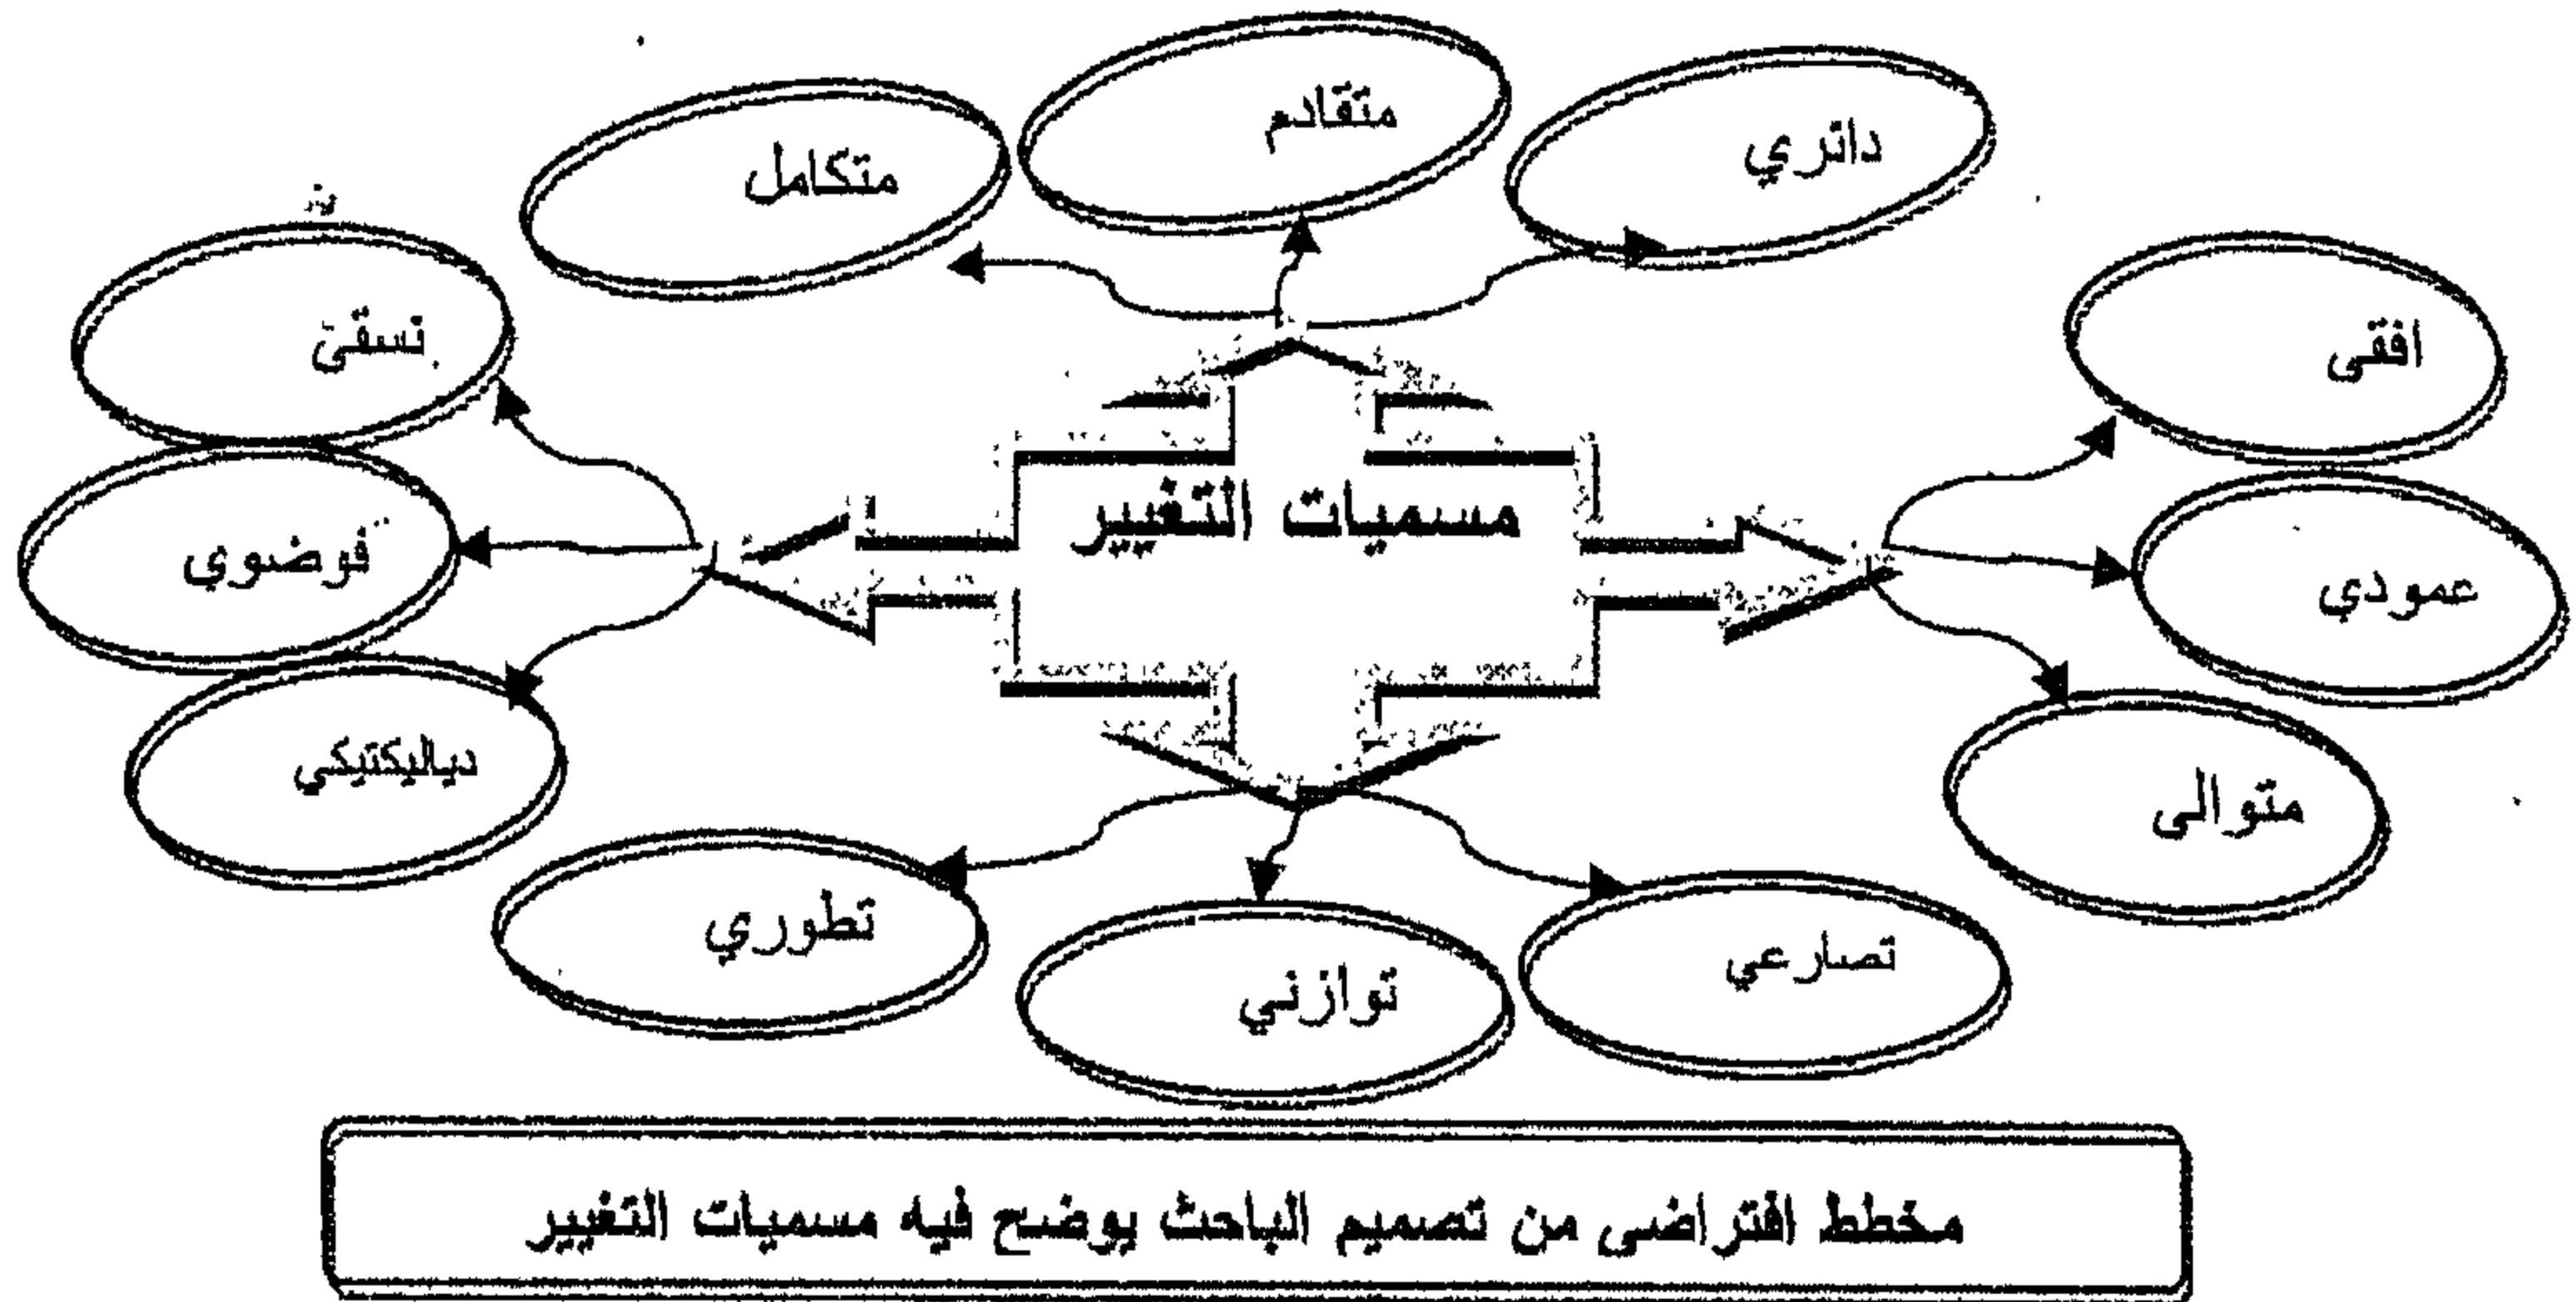 متقادم
دائري
متكامل
افقى
نسقي
مسميات التغيير
فوضوي
عمودي
دياليكتيكي
متوالى
تطوري
تصارعي
توازني
مخطط افتراضى من تصميم الباحث يوضح فيه مسميات التغيير